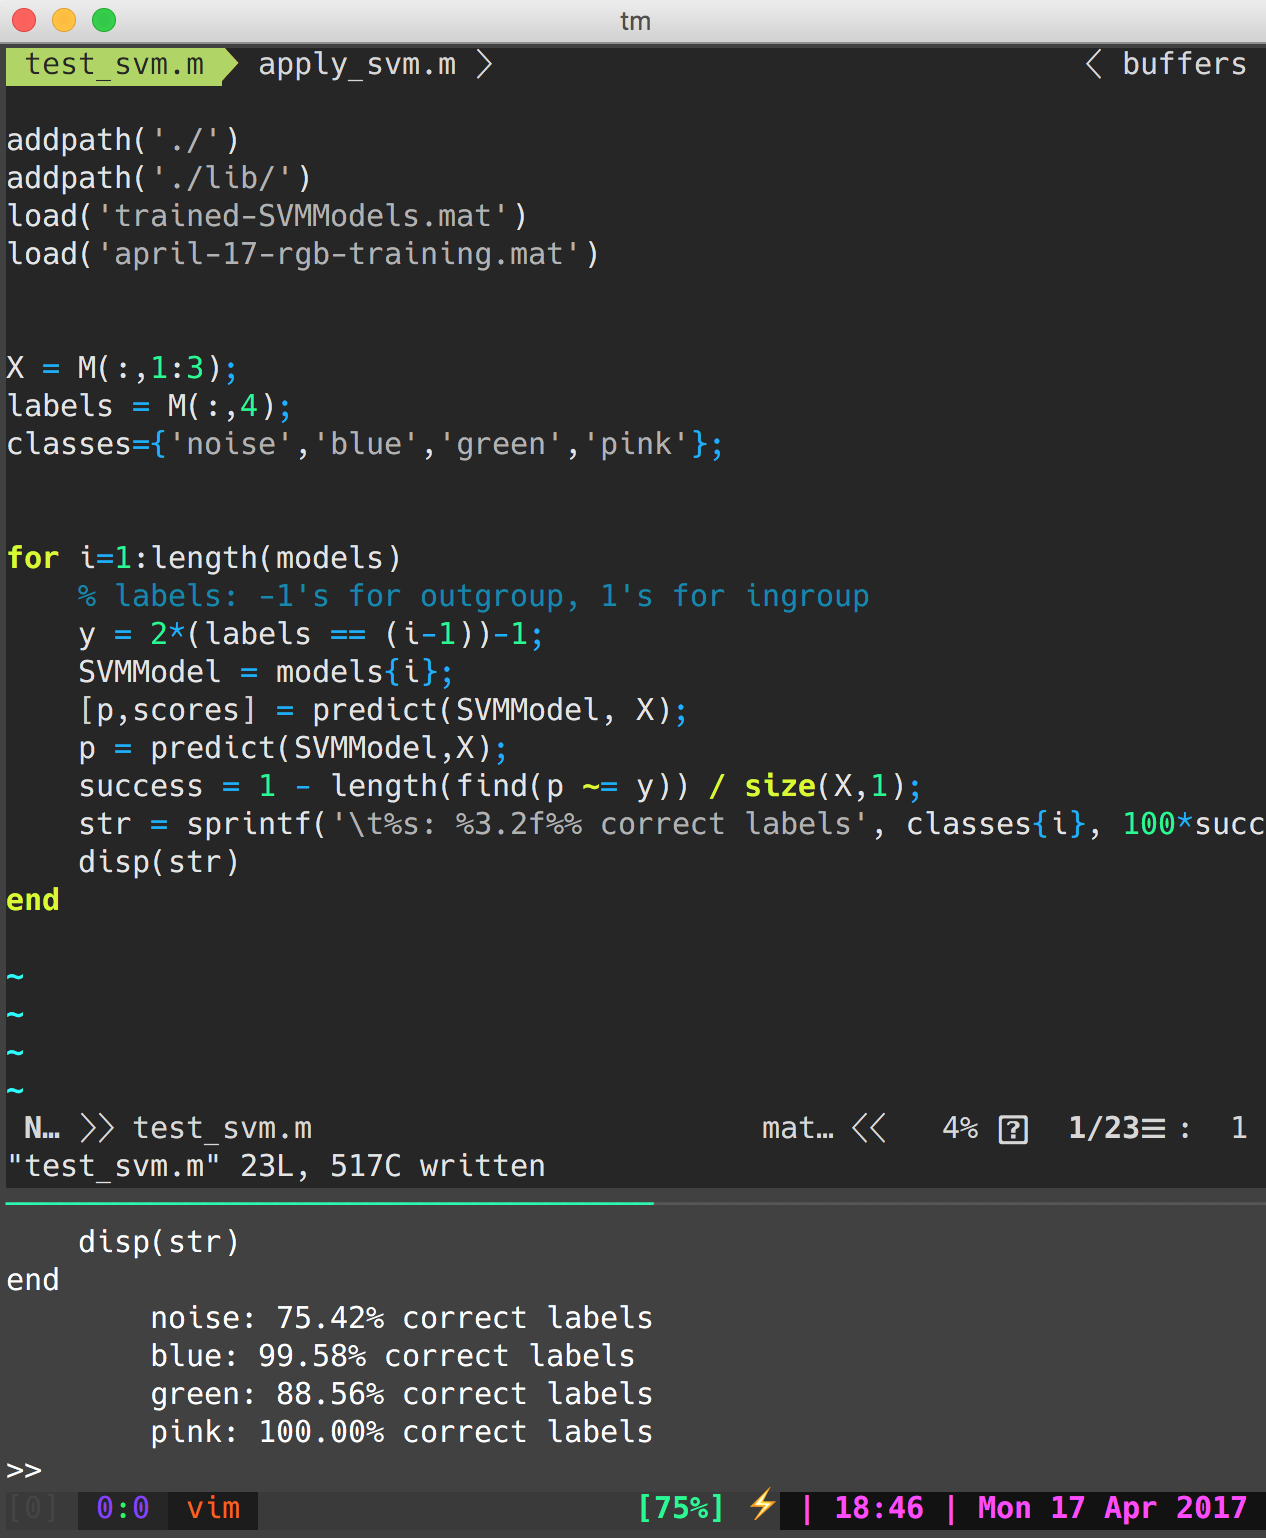 tm
test_svm.m apply_svm.m buffers
addpath('./')
addpath('./lib/')
load('trained-SVMModels.mat')
load('april-17-rgb-training.mat')
X = M(:,1:3);
labels = M(:,4);
classes={'noise','blue','green','pink'};
for i=1:length(models)
    % labels: -1's for outgroup, 1's for ingroup
    y = 2*(labels == (i-1))-1;
    SVMModel = models{i};
    [p,scores] = predict(SVMModel, X);
    p = predict(SVMModel,X);
    success = 1 - length(find(p ~= y)) / size(X,1);
    str = sprintf('\t%s: %3.2f%% correct labels', classes{i}, 100*succ
    disp(str)
end
~
~
~
~
N… >> test_svm.m mat… << 4% [?] 1/23☰ : 1
"test_svm.m" 23L, 517C written
    disp(str)
end
        noise: 75.42% correct labels
        blue: 99.58% correct labels
        green: 88.56% correct labels
        pink: 100.00% correct labels
>>
[0] 0:0 vim [75%] ⚡ | 18:46 | Mon 17 Apr 2017